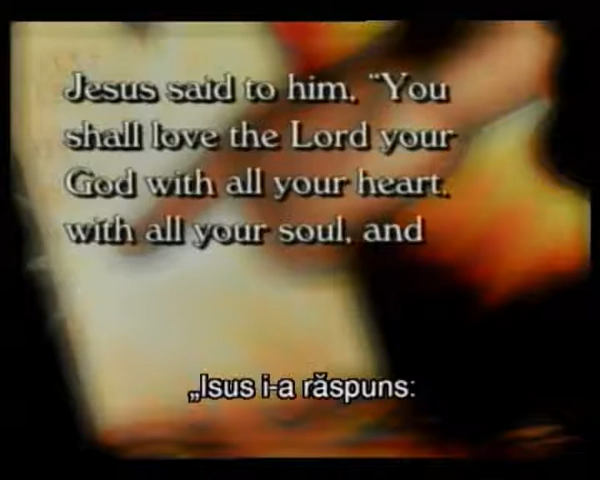 Jesus said to him, "You
shall love the Lord your
God with all your heart,
with all your soul, and
„Isus i-a răspuns: